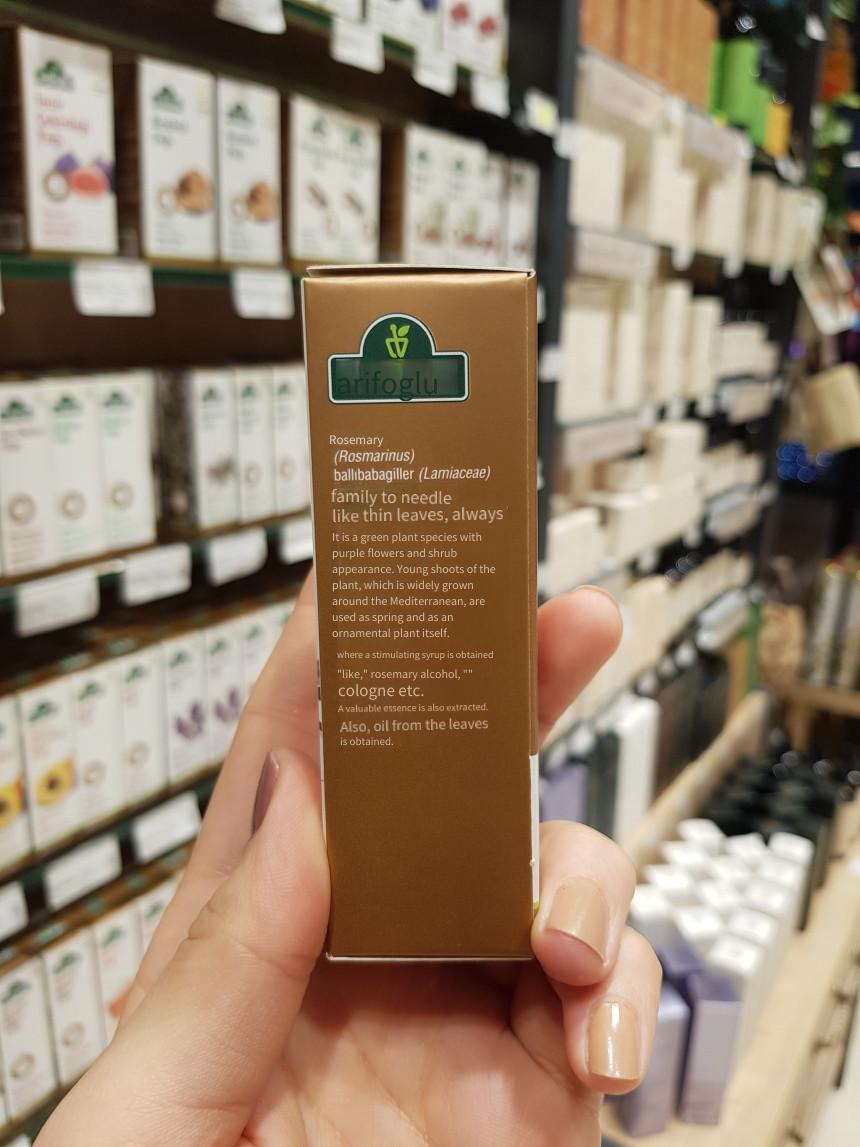 arifoglu
Rosemary
(Rosmarinus)
ballıbabagiller (Lamiaceae)
family to needle
like thin leaves, always
It is a green plant species with
purple flowers and shrub
appearance. Young shoots of the
plant, which is widely grown
around the Mediterranean, are
used as spring and as an
ornamental plant itself.
where a stimulating syrup is obtained
"like," rosemary alcohol, ""
cologne etc.
A valuable essence is also extracted.
Also, oil from the leaves
is obtained.